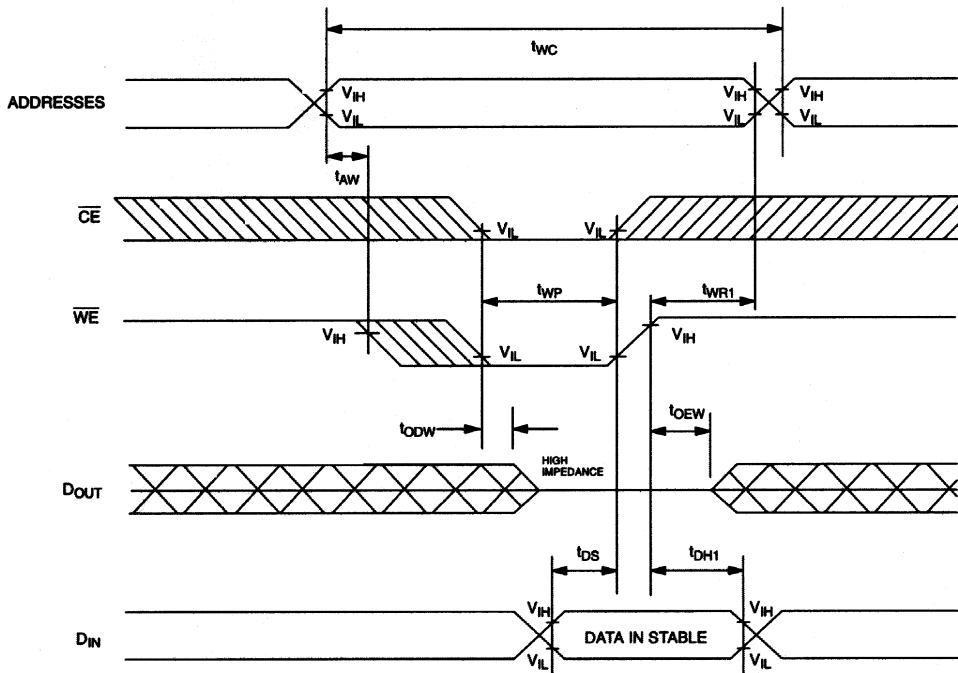 tWC
ADDRESSES
VIH
VIL
VIH
VIL
VIH
VIL
tAW
CE
VIL
VIL
tWP
tWR1
WE
VIH
VIL
VIL
VIH
tODW
tOEW
DOUT
HIGH
IMPEDANCE
tDS
tDH1
DIN
VIH
VIL
DATA IN STABLE
VIH
VIL